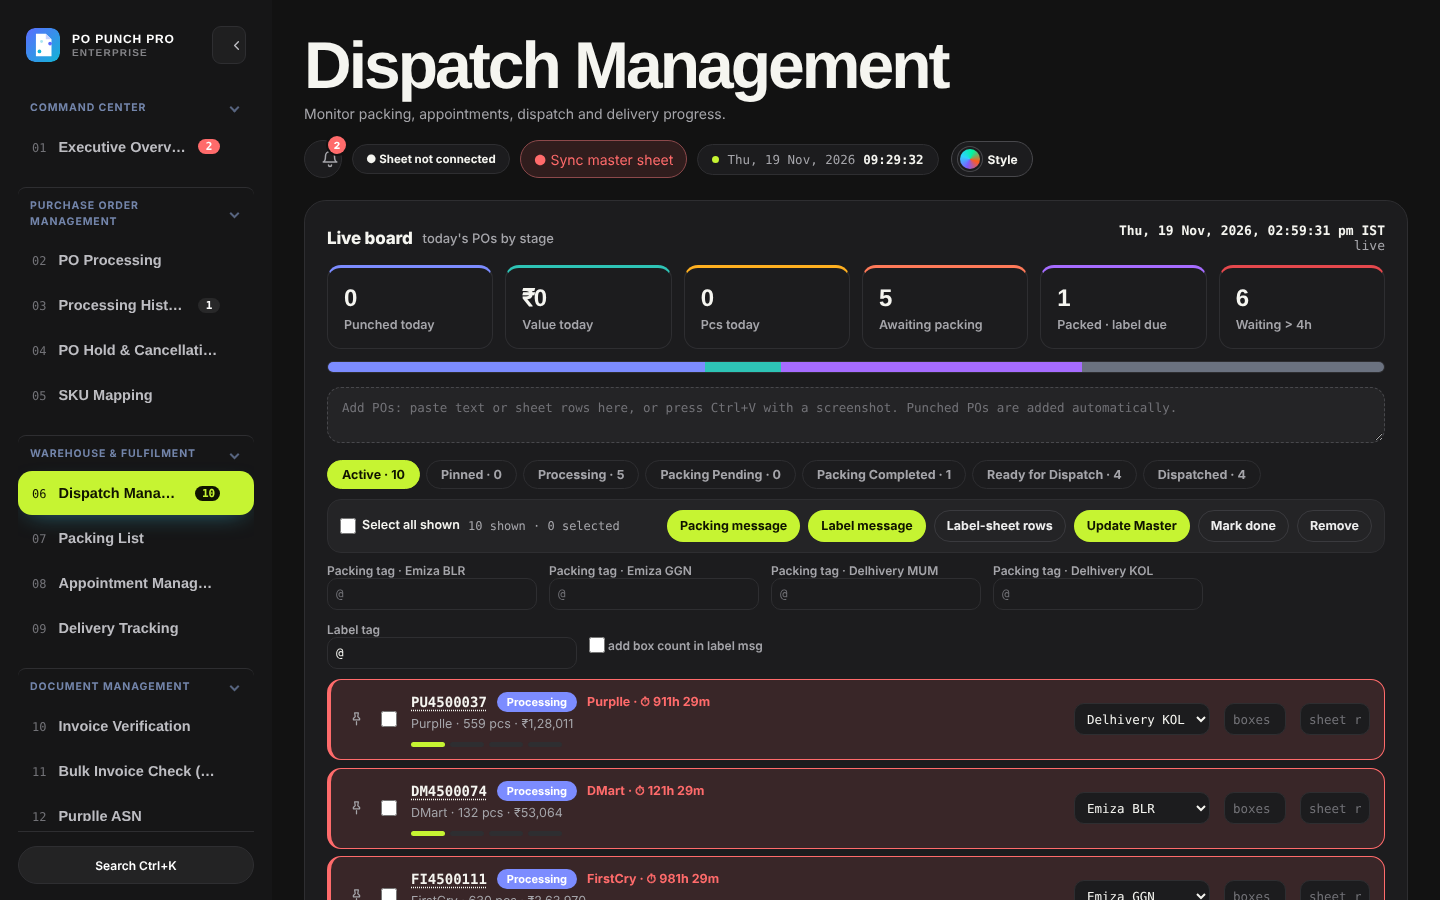 PO PUNCH PRO
ENTERPRISE
COMMAND CENTER
01 Executive Overv... 2
PURCHASE ORDER
MANAGEMENT
02 PO Processing
03 Processing Hist... 1
04 PO Hold & Cancellati...
05 SKU Mapping
WAREHOUSE & FULFILMENT
06 Dispatch Mana... 10
07 Packing List
08 Appointment Manag...
09 Delivery Tracking
DOCUMENT MANAGEMENT
10 Invoice Verification
11 Bulk Invoice Check (...
12 Purplle ASN
Search Ctrl+K
Dispatch Management
Monitor packing, appointments, dispatch and delivery progress.
2
Sheet not connected
Sync master sheet
Thu, 19 Nov, 2026 09:29:32
Style
Live board today's POs by stage
Thu, 19 Nov, 2026, 02:59:31 pm IST
live
0
Punched today
₹0
Value today
0
Pcs today
5
Awaiting packing
1
Packed · label due
6
Waiting > 4h
Add POs: paste text or sheet rows here, or press Ctrl+V with a screenshot. Punched POs are added automatically.
Active · 10
Pinned · 0
Processing · 5
Packing Pending · 0
Packing Completed · 1
Ready for Dispatch · 4
Dispatched · 4
Select all shown 10 shown · 0 selected
Packing message
Label message
Label-sheet rows
Update Master
Mark done
Remove
Packing tag · Emiza BLR
@
Packing tag · Emiza GGN
@
Packing tag · Delhivery MUM
@
Packing tag · Delhivery KOL
@
Label tag
@
add box count in label msg
PU4500037 Processing Purplle · ⏱ 911h 29m
Purplle · 559 pcs · ₹1,28,011
Delhivery KOL
boxes
sheet r
DM4500074 Processing DMart · ⏱ 121h 29m
DMart · 132 pcs · ₹53,064
Emiza BLR
boxes
sheet r
FI4500111 Processing FirstCry · ⏱ 981h 29m
FirstCry · 630 pcs · ₹2,63,970
Emiza GGN
boxes
sheet r